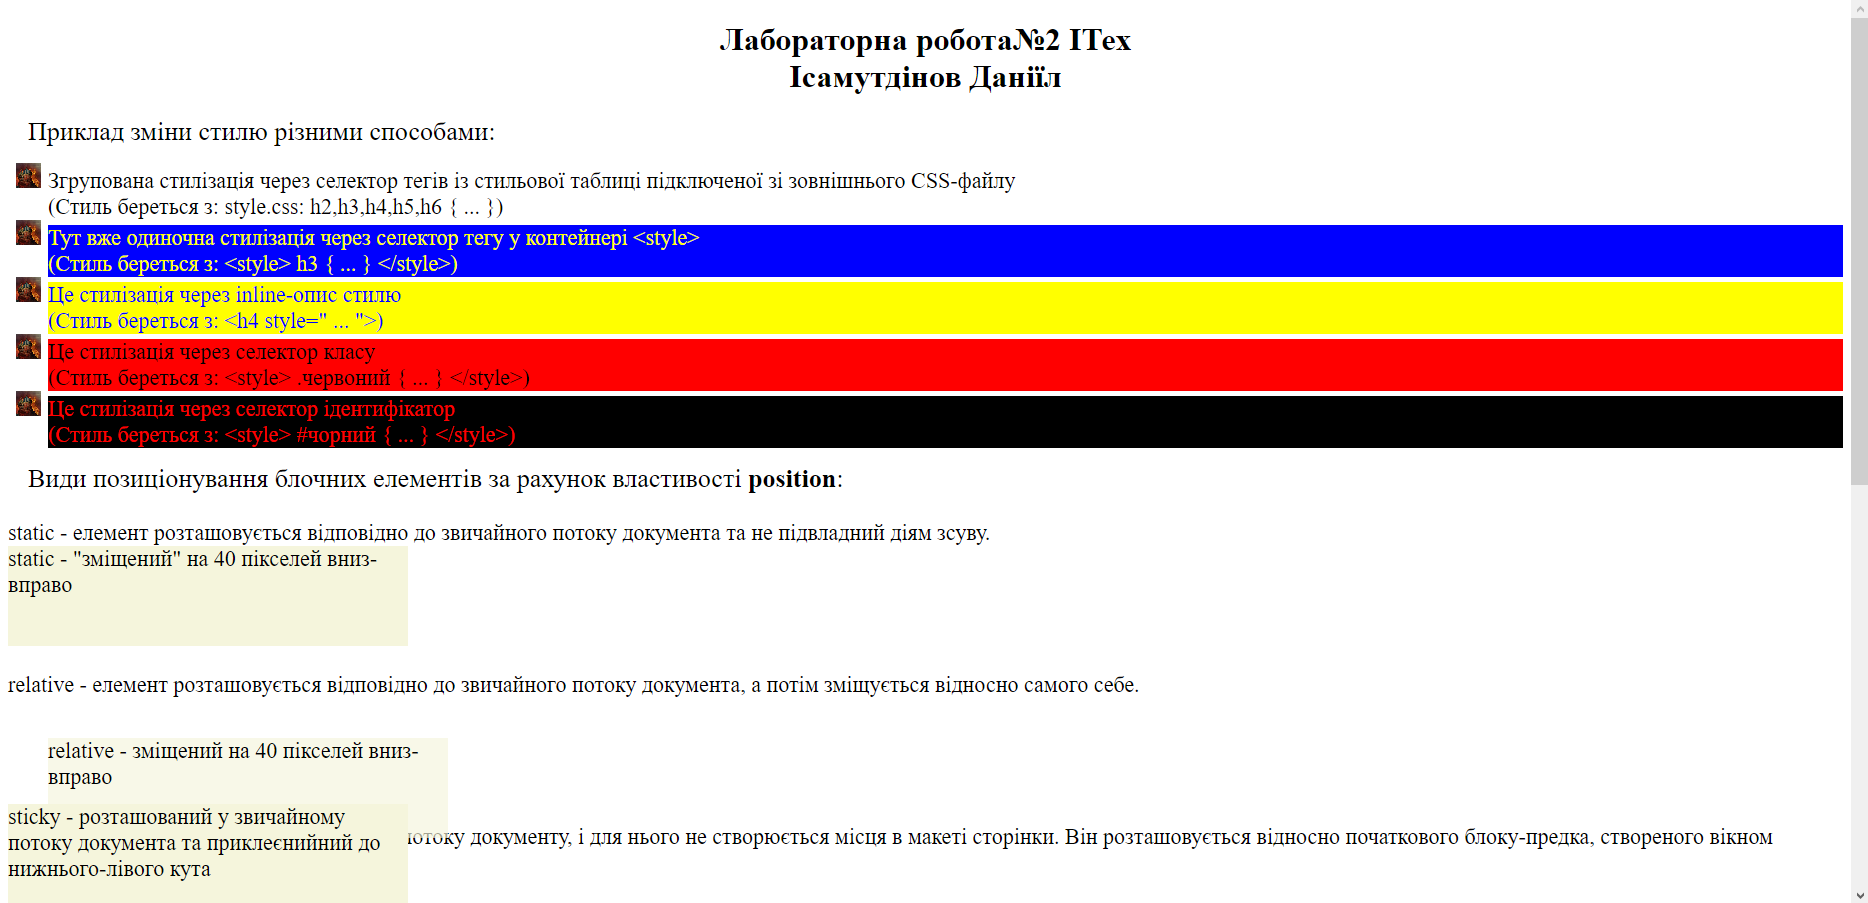 Лабораторна робота№2 ІТех
Ісамутдінов Даніїл
Приклад зміни стилю різними способами:
Згрупована стилізація через селектор тегів із стильової таблиці підключеної зі зовнішнього CSS-файлу
(Стиль береться з: style.css: h2,h3,h4,h5,h6 { ... })
Тут вже одиночна стилізація через селектор тегу у контейнері <style>
(Стиль береться з: <style> h3 { ... } </style>)
Це стилізація через inline-опис стилю
(Стиль береться з: <h4 style=" ... ">)
Це стилізація через селектор класу
(Стиль береться з: <style> .червоний { ... } </style>)
Це стилізація через селектор ідентифікатор
(Стиль береться з: <style> #чорний { ... } </style>)
Види позиціонування блочних елементів за рахунок властивості position:
static - елемент розташовується відповідно до звичайного потоку документа та не підвладний діям зсуву.
static - "зміщений" на 40 пікселей вниз-
вправо
relative - елемент розташовується відповідно до звичайного потоку документа, а потім зміщується відносно самого себе.
relative - зміщений на 40 пікселей вниз-
вправо
sticky - розташований у звичайному
потоку документа та приклеєнийний до
нижнього-лівого кута
потоку документу, і для нього не створюється місця в макеті сторінки. Він розташовується відносно початкового блоку-предка, створеного вікном